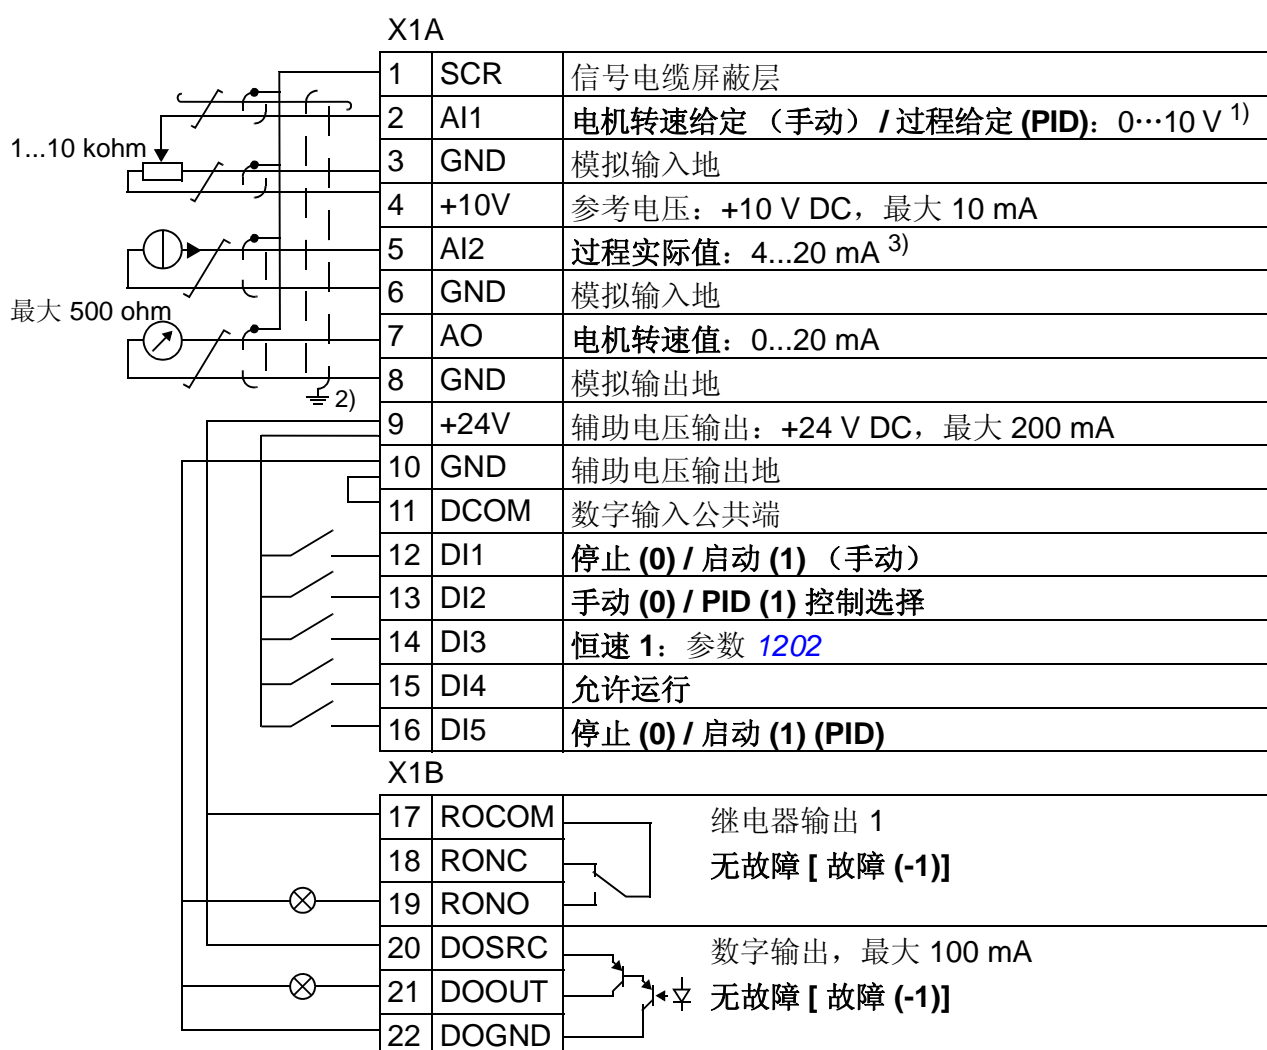 X1A
1 SCR 信号电缆屏蔽层
2 AI1 电机转速给定 （手动） / 过程给定 (PID)：0…10 V 1)
1...10 kohm
3 GND 模拟输入地
4 +10V 参考电压：+10 V DC，最大 10 mA
5 AI2 过程实际值：4...20 mA 3)
6 GND 模拟输入地
最大 500 ohm
7 AO 电机转速值：0...20 mA
8 GND 模拟输出地
2)
9 +24V 辅助电压输出：+24 V DC，最大 200 mA
10 GND 辅助电压输出地
11 DCOM 数字输入公共端
12 DI1 停止 (0) / 启动 (1) （手动）
13 DI2 手动 (0) / PID (1) 控制选择
14 DI3 恒速 1：参数 1202
15 DI4 允许运行
16 DI5 停止 (0) / 启动 (1) (PID)
X1B
17 ROCOM 继电器输出 1
18 RONC 无故障 [ 故障 (-1)]
19 RONO
20 DOSRC 数字输出，最大 100 mA
21 DOOUT 无故障 [ 故障 (-1)]
22 DOGND